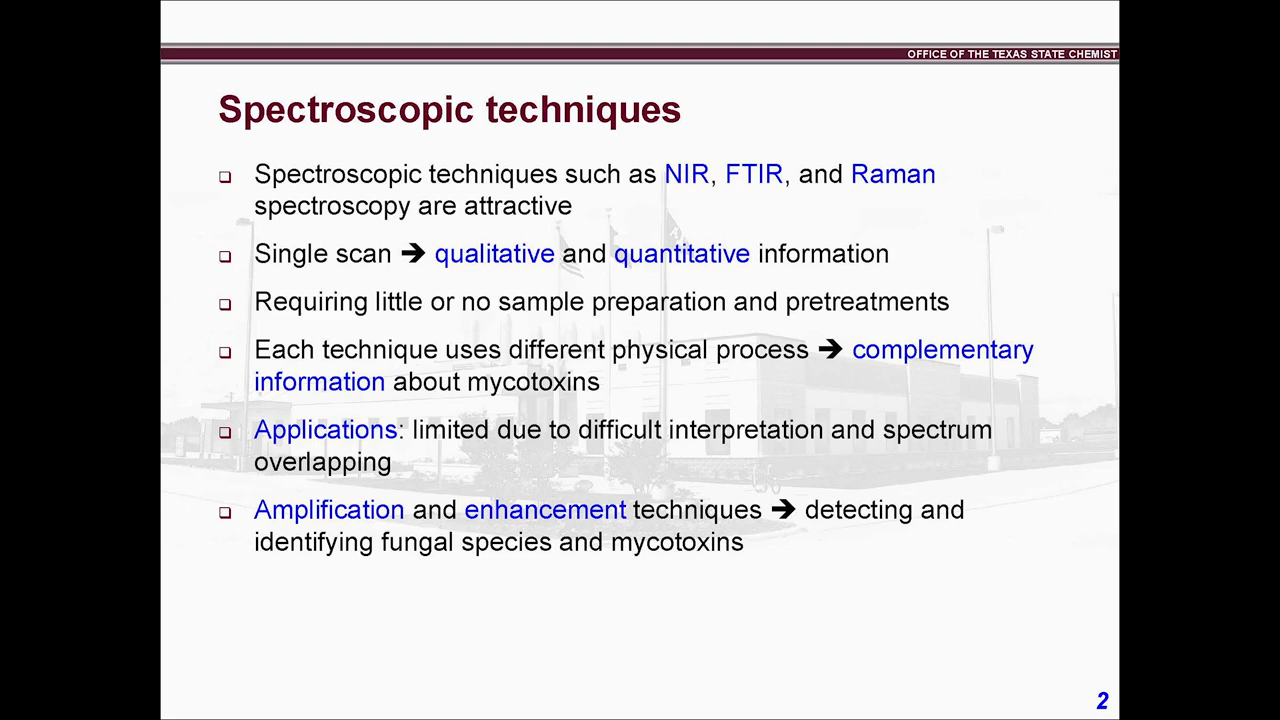 OFFICE OF THE TEXAS STATE CHEMIST
Spectroscopic techniques
❑ Spectroscopic techniques such as NIR, FTIR, and Raman
spectroscopy are attractive
❑ Single scan ➔ qualitative and quantitative information
❑ Requiring little or no sample preparation and pretreatments
❑ Each technique uses different physical process ➔ complementary
information about mycotoxins
❑ Applications: limited due to difficult interpretation and spectrum
overlapping
❑ Amplification and enhancement techniques ➔ detecting and
identifying fungal species and mycotoxins
2